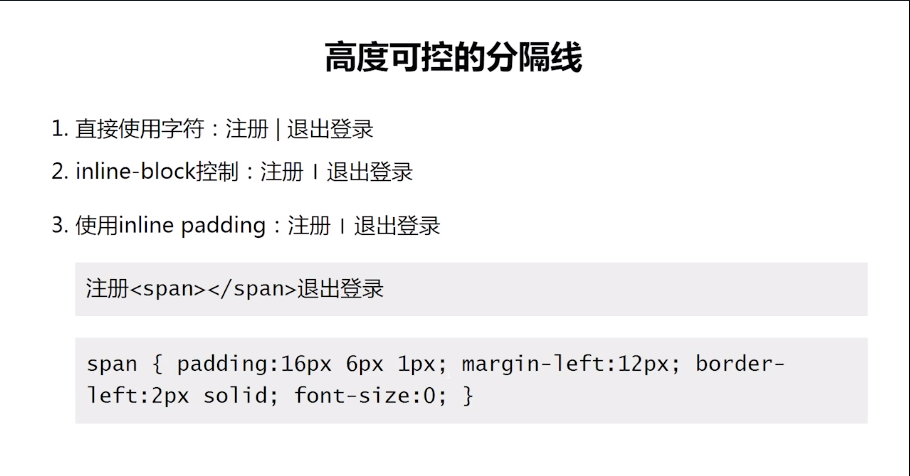 高度可控的分隔线
1. 直接使用字符：注册 | 退出登录
2. inline-block控制：注册 I 退出登录
3. 使用inline padding：注册 I 退出登录
注册<span></span>退出登录
span { padding:16px 6px 1px; margin-left:12px; border-
left:2px solid; font-size:0; }